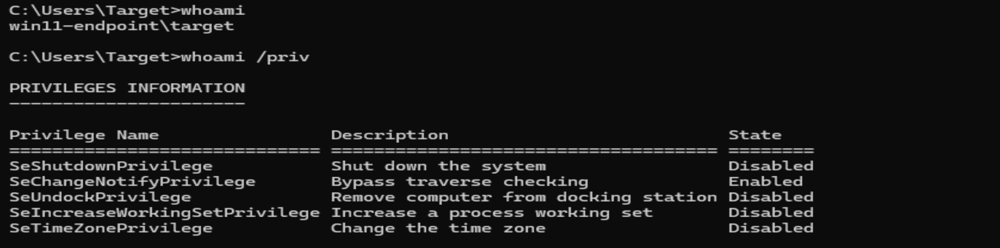 C:\Users\Target>whoami
win11-endpoint\target
C:\Users\Target>whoami /priv
PRIVILEGES INFORMATION
----------------------
Privilege Name                Description                          State
============================= ==================================== ========
SeShutdownPrivilege           Shut down the system                 Disabled
SeChangeNotifyPrivilege       Bypass traverse checking             Enabled
SeUndockPrivilege             Remove computer from docking station Disabled
SeIncreaseWorkingSetPrivilege Increase a process working set       Disabled
SeTimeZonePrivilege           Change the time zone                 Disabled